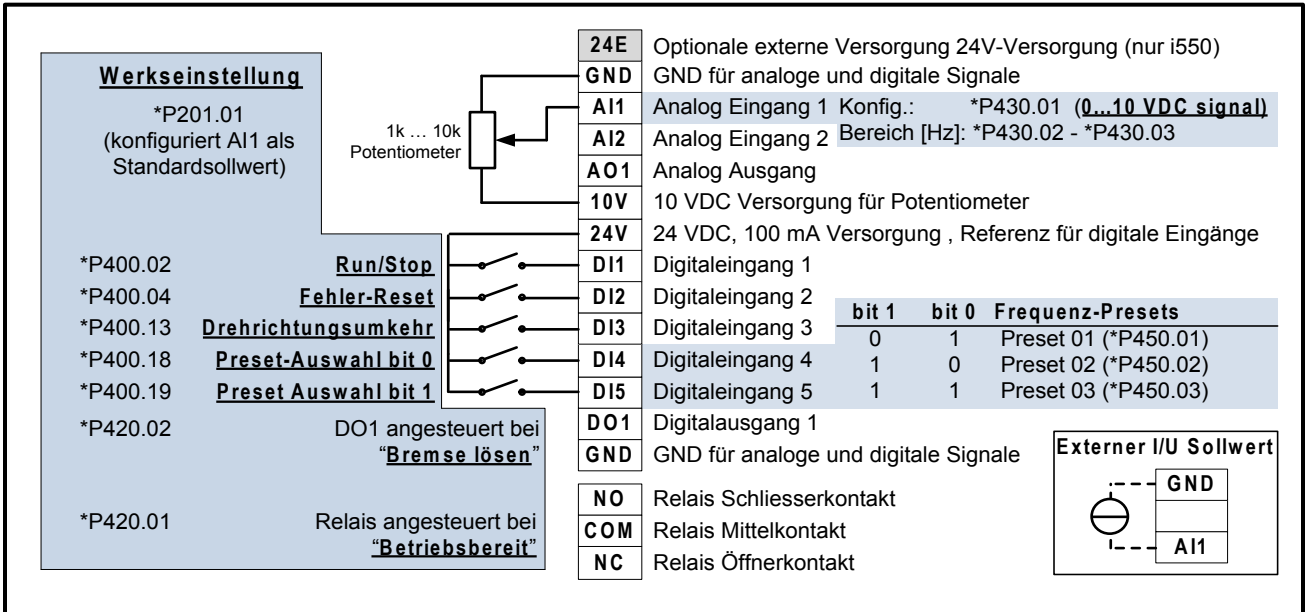 Werkseinstellung
*P201.01
(konfiguriert AI1 als
Standardsollwert)
1k ... 10k
Potentiometer
24E Optionale externe Versorgung 24V-Versorgung (nur i550)
GND GND für analoge und digitale Signale
AI1 Analog Eingang 1 Konfig.: *P430.01 (0...10 VDC signal)
AI2 Analog Eingang 2 Bereich [Hz]: *P430.02 - *P430.03
AO1 Analog Ausgang
10V 10 VDC Versorgung für Potentiometer
24V 24 VDC, 100 mA Versorgung , Referenz für digitale Eingänge
*P400.02 Run/Stop DI1 Digitaleingang 1
*P400.04 Fehler-Reset DI2 Digitaleingang 2
*P400.13 Drehrichtungsumkehr DI3 Digitaleingang 3
*P400.18 Preset-Auswahl bit 0 DI4 Digitaleingang 4
*P400.19 Preset Auswahl bit 1 DI5 Digitaleingang 5
bit 1 bit 0 Frequenz-Presets
0 1 Preset 01 (*P450.01)
1 0 Preset 02 (*P450.02)
1 1 Preset 03 (*P450.03)
*P420.02 DO1 angesteuert bei
"Bremse lösen"
DO1 Digitalausgang 1
GND GND für analoge und digitale Signale
*P420.01 Relais angesteuert bei
"Betriebsbereit"
NO Relais Schliesserkontakt
COM Relais Mittelkontakt
NC Relais Öffnerkontakt
Externer I/U Sollwert
GND
AI1